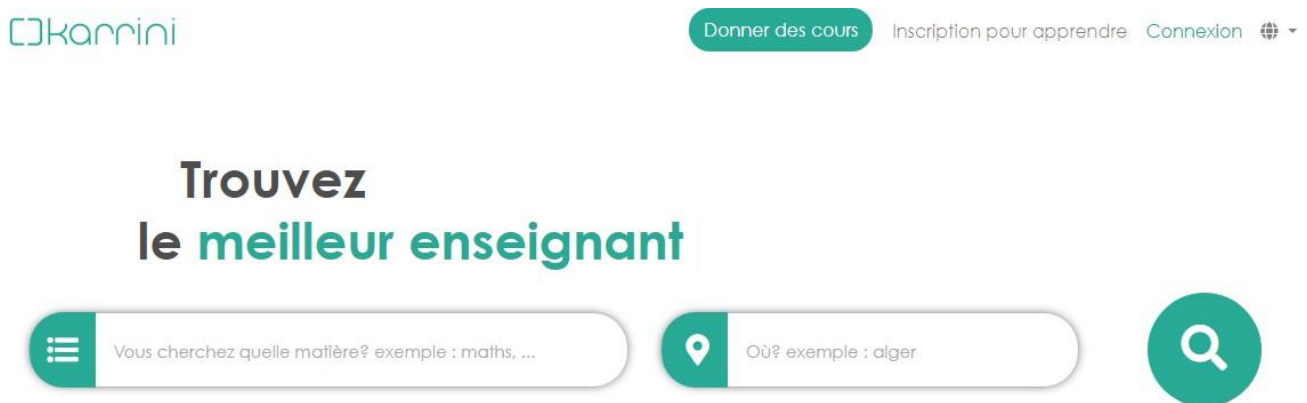 karrini
Donner des cours
Inscription pour apprendre
Connexion
Trouvez
le meilleur enseignant
Vous cherchez quelle matière? exemple : maths, ...
Où? exemple : alger